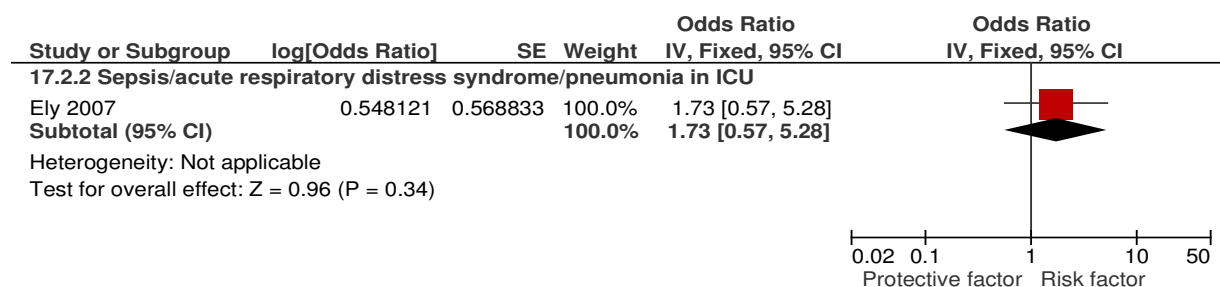 Odds Ratio Odds Ratio
Study or Subgroup log[Odds Ratio] SE Weight IV, Fixed, 95% CI IV, Fixed, 95% CI
17.2.2 Sepsis/acute respiratory distress syndrome/pneumonia in ICU
Ely 2007 0.548121 0.568833 100.0% 1.73 [0.57, 5.28]
Subtotal (95% CI) 100.0% 1.73 [0.57, 5.28]
Heterogeneity: Not applicable
Test for overall effect: Z = 0.96 (P = 0.34)
0.02 0.1 1 10 50
Protective factor Risk factor